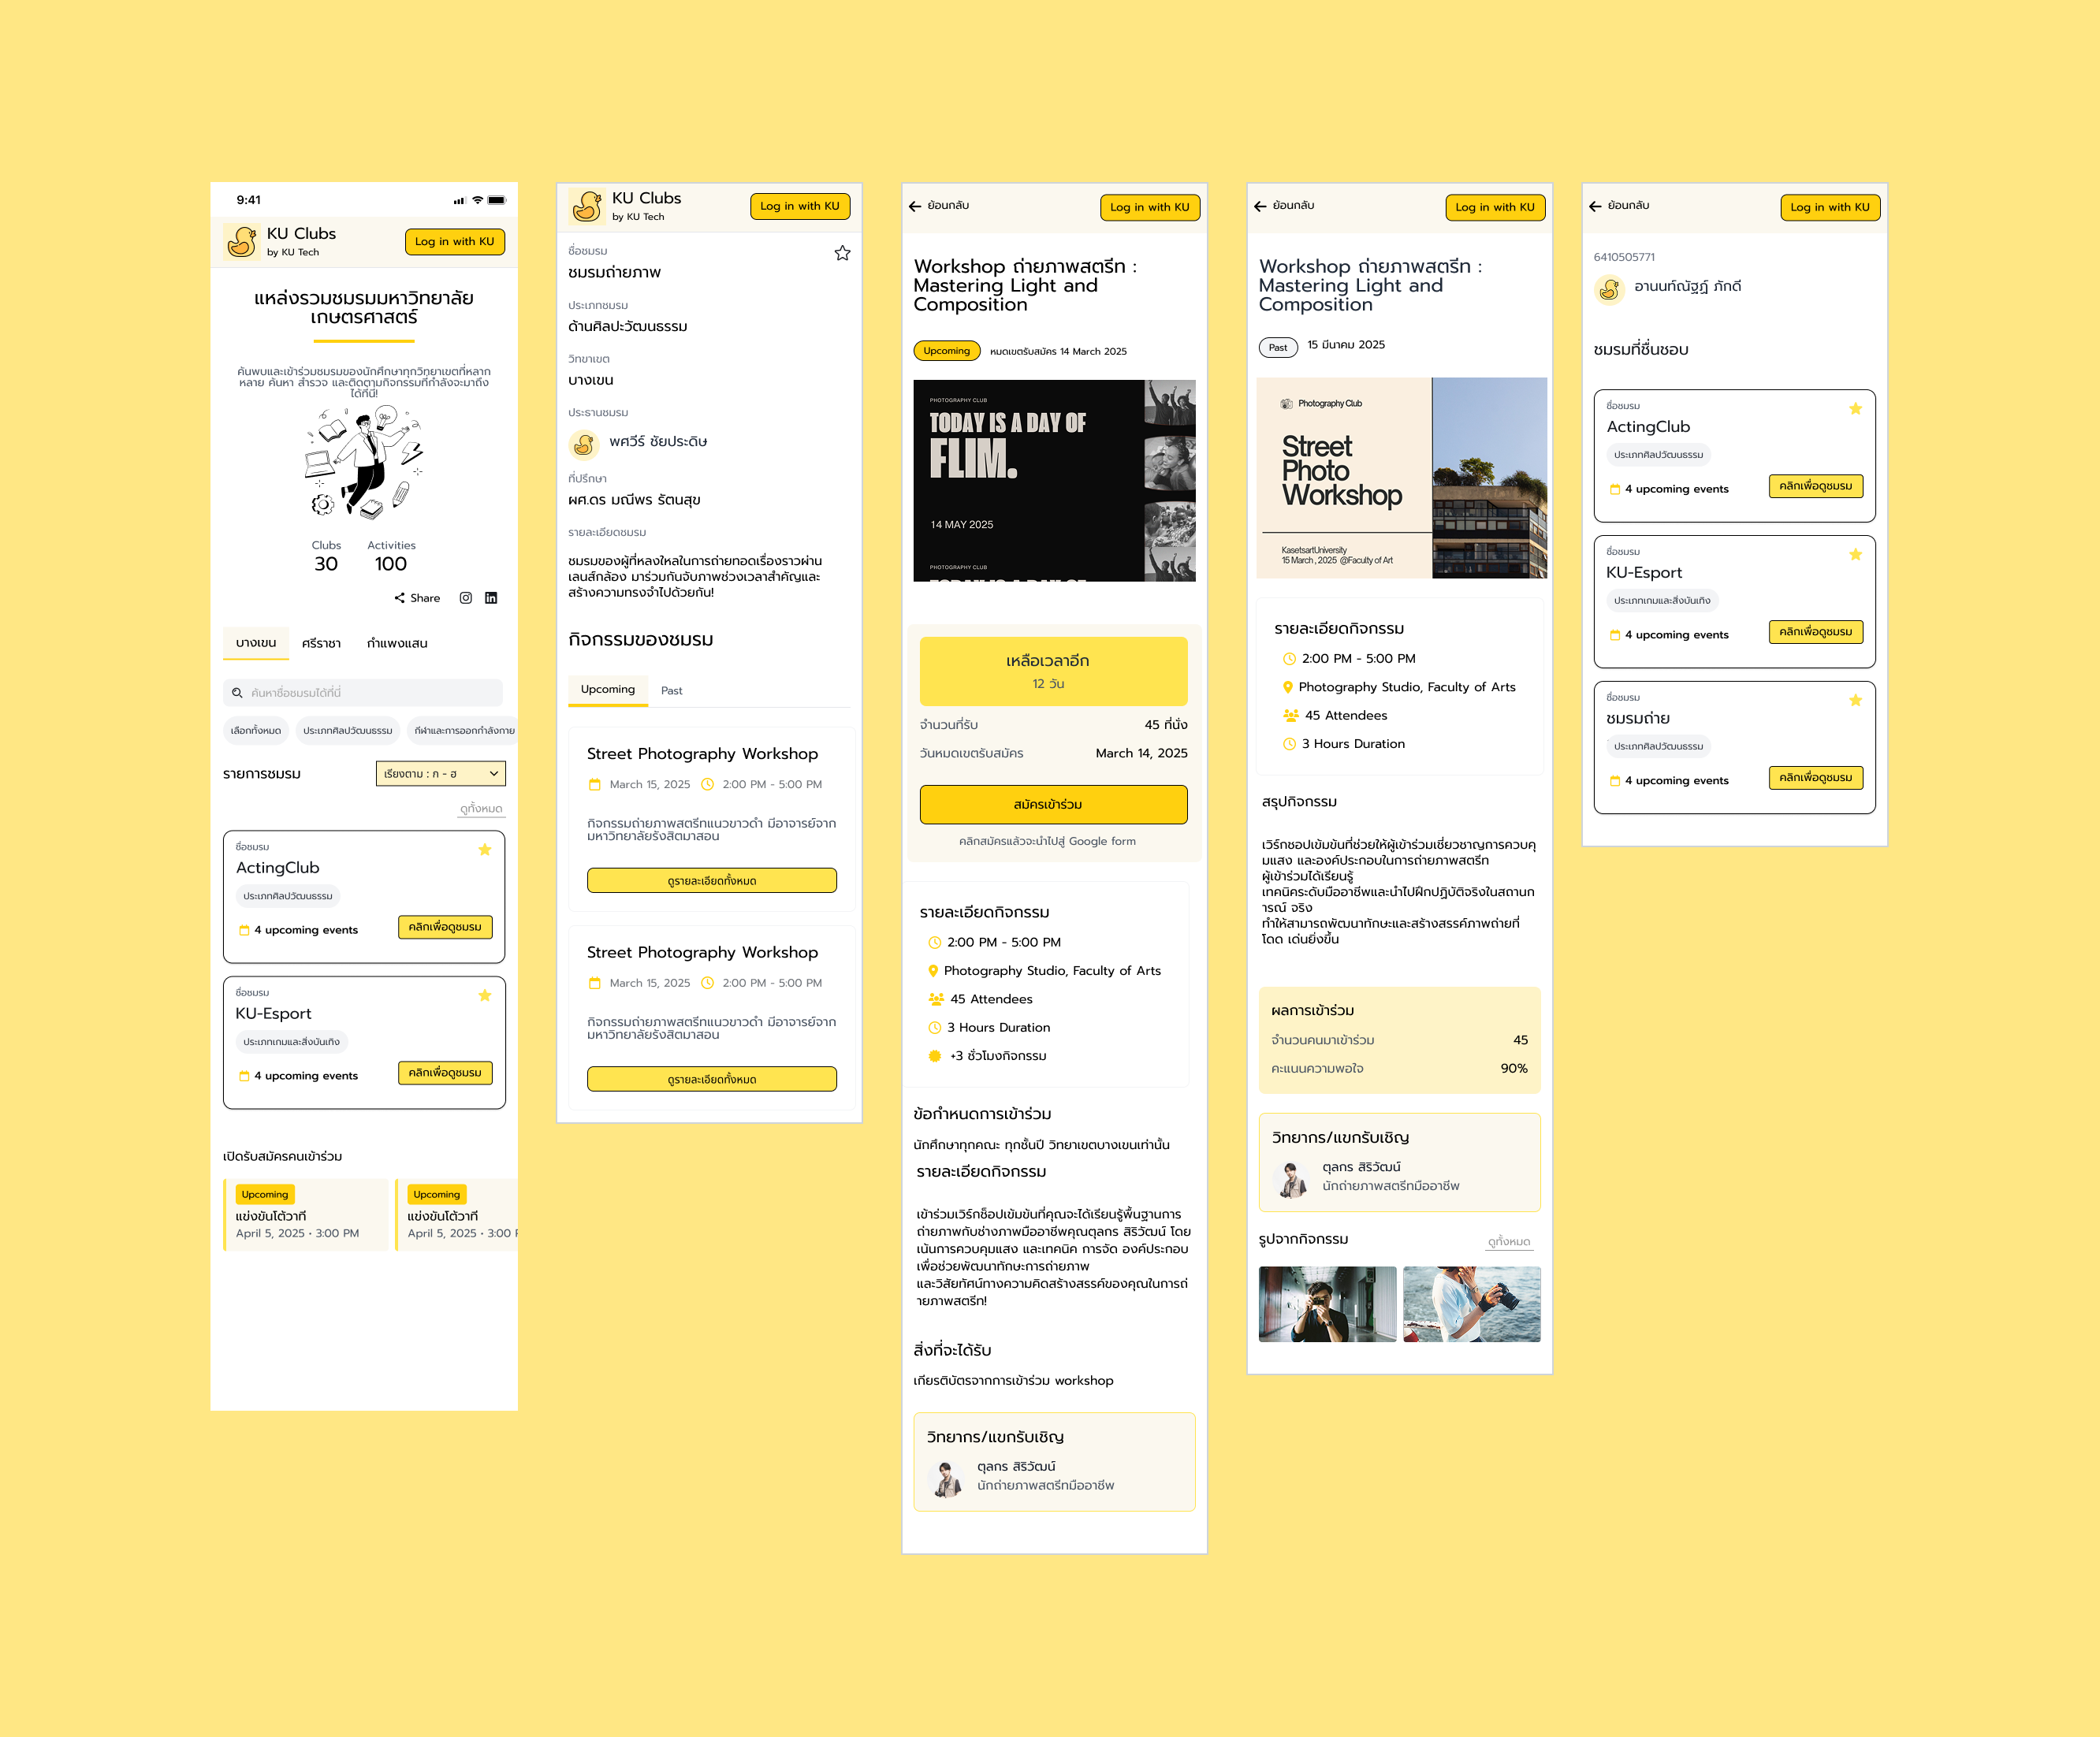 9:41
KU Clubs
by KU Tech
Log in with KU
แหล่งรวมชมรมมหาวิทยาลัย
เกษตรศาสตร์
ค้นพบและเข้าร่วมชมรมของนักศึกษาทุกวิทยาเขตที่หลาก
หลาย ค้นหา สำรวจ และติดตามกิจกรรมที่กำลังจะมาถึง
ได้ที่นี่!
Clubs
30
Activities
100
Share
บางเขน
ศรีราชา
กำแพงแสน
ค้นหาชื่อชมรมได้ที่นี่
เลือกทั้งหมด
ประเภทศิลปวัฒนธรรม
กีฬาและการออกกำลังกาย
รายการชมรม
เรียงตาม : ก - ฮ
ดูทั้งหมด
ชื่อชมรม
ActingClub
ประเภทศิลปวัฒนธรรม
4 upcoming events
คลิกเพื่อดูชมรม
ชื่อชมรม
KU-Esport
ประเภทเกมและสิ่งบันเทิง
4 upcoming events
คลิกเพื่อดูชมรม
เปิดรับสมัครคนเข้าร่วม
Upcoming
แข่งขันโต้วาที
April 5, 2025 • 3:00 PM
Upcoming
แข่งขันโต้วาที
April 5, 2025 • 3:00 P
KU Clubs
by KU Tech
Log in with KU
ชื่อชมรม
ชมรมถ่ายภาพ
ประเภทชมรม
ด้านศิลปะวัฒนธรรม
วิทยาเขต
บางเขน
ประธานชมรม
พศวีร์ ชัยประดิษ
ที่ปรึกษา
ผศ.ดร มณีพร รัตนสุข
รายละเอียดชมรม
ชมรมของผู้ที่หลงใหลในการถ่ายทอดเรื่องราวผ่าน
เลนส์กล้อง มาร่วมกันจับภาพช่วงเวลาสำคัญและ
สร้างความทรงจำไปด้วยกัน!
กิจกรรมของชมรม
Upcoming
Past
Street Photography Workshop
March 15, 2025
2:00 PM - 5:00 PM
กิจกรรมถ่ายภาพสตรีทแนวขาวดำ มีอาจารย์จาก
มหาวิทยาลัยรังสิตมาสอน
ดูรายละเอียดทั้งหมด
Street Photography Workshop
March 15, 2025
2:00 PM - 5:00 PM
กิจกรรมถ่ายภาพสตรีทแนวขาวดำ มีอาจารย์จาก
มหาวิทยาลัยรังสิตมาสอน
ดูรายละเอียดทั้งหมด
ย้อนกลับ
Log in with KU
Workshop ถ่ายภาพสตรีท :
Mastering Light and
Composition
Upcoming
หมดเขตรับสมัคร 14 March 2025
PHOTOGRAPHY CLUB
TODAY IS A DAY OF
FLIM.
14 MAY 2025
PHOTOGRAPHY CLUB
TODAY IS A DAY OF
เหลือเวลาอีก
12 วัน
จำนวนที่รับ
45 ที่นั่ง
วันหมดเขตรับสมัคร
March 14, 2025
สมัครเข้าร่วม
คลิกสมัครแล้วจะนำไปสู่ Google form
รายละเอียดกิจกรรม
2:00 PM - 5:00 PM
Photography Studio, Faculty of Arts
45 Attendees
3 Hours Duration
+3 ชั่วโมงกิจกรรม
ข้อกำหนดการเข้าร่วม
นักศึกษาทุกคณะ ทุกชั้นปี วิทยาเขตบางเขนเท่านั้น
รายละเอียดกิจกรรม
เข้าร่วมเวิร์กช็อปเข้มข้นที่คุณจะได้เรียนรู้พื้นฐานการ
ถ่ายภาพกับช่างภาพมืออาชีพคุณตุลกร สิริวัฒน์ โดย
เน้นการควบคุมแสง และเทคนิค การจัด องค์ประกอบ
เพื่อช่วยพัฒนาทักษะการถ่ายภาพ
และวิสัยทัศน์ทางความคิดสร้างสรรค์ของคุณในการถ่
ายภาพสตรีท!
สิ่งที่จะได้รับ
เกียรติบัตรจากการเข้าร่วม workshop
วิทยากร/แขกรับเชิญ
ตุลกร สิริวัฒน์
นักถ่ายภาพสตรีทมืออาชีพ
ย้อนกลับ
Log in with KU
Workshop ถ่ายภาพสตรีท :
Mastering Light and
Composition
Past
15 มีนาคม 2025
Photography Club
Street
Photo
Workshop
KasetsartUniversity
15 March , 2025 @Faculty of Art
รายละเอียดกิจกรรม
2:00 PM - 5:00 PM
Photography Studio, Faculty of Arts
45 Attendees
3 Hours Duration
สรุปกิจกรรม
เวิร์กชอปเข้มข้นที่ช่วยให้ผู้เข้าร่วมเชี่ยวชาญการควบคุ
มแสง และองค์ประกอบในการถ่ายภาพสตรีท
ผู้เข้าร่วมได้เรียนรู้
เทคนิคระดับมืออาชีพและนำไปฝึกปฏิบัติจริงในสถานก
ารณ์ จริง
ทำให้สามารถพัฒนาทักษะและสร้างสรรค์ภาพถ่ายที่
โดด เด่นยิ่งขึ้น
ผลการเข้าร่วม
จำนวนคนมาเข้าร่วม
45
คะแนนความพอใจ
90%
วิทยากร/แขกรับเชิญ
ตุลกร สิริวัฒน์
นักถ่ายภาพสตรีทมืออาชีพ
รูปจากกิจกรรม
ดูทั้งหมด
ย้อนกลับ
Log in with KU
6410505771
อานนท์ณัฐฏ์ ภักดี
ชมรมที่ชื่นชอบ
ชื่อชมรม
ActingClub
ประเภทศิลปวัฒนธรรม
4 upcoming events
คลิกเพื่อดูชมรม
ชื่อชมรม
KU-Esport
ประเภทเกมและสิ่งบันเทิง
4 upcoming events
คลิกเพื่อดูชมรม
ชื่อชมรม
ชมรมถ่าย
ประเภทศิลปวัฒนธรรม
4 upcoming events
คลิกเพื่อดูชมรม